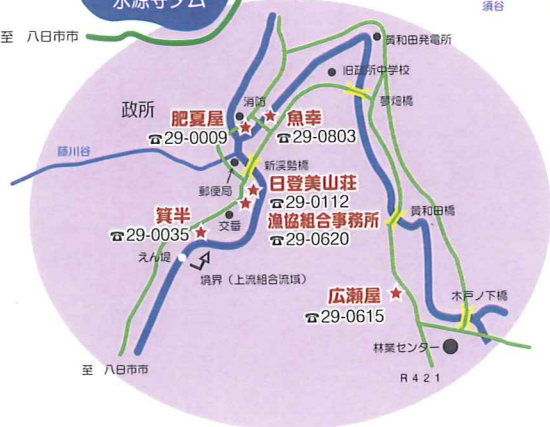 永源寺ダム
須谷
至 八日市市
黄和田発電所
旧政所中学校
政所
消防
肥夏屋
☎29-0009
魚幸
☎29-0803
夢畑橋
藤川谷
新渓勢橋
郵便局
日登美山荘
☎29-0112
漁協組合事務所
☎29-0620
箕半
☎29-0035
交番
黄和田橋
えん堤
境界（上流組合流域）
広瀬屋
☎29-0615
木戸ノ下橋
林業センター
至 八日市市
R421